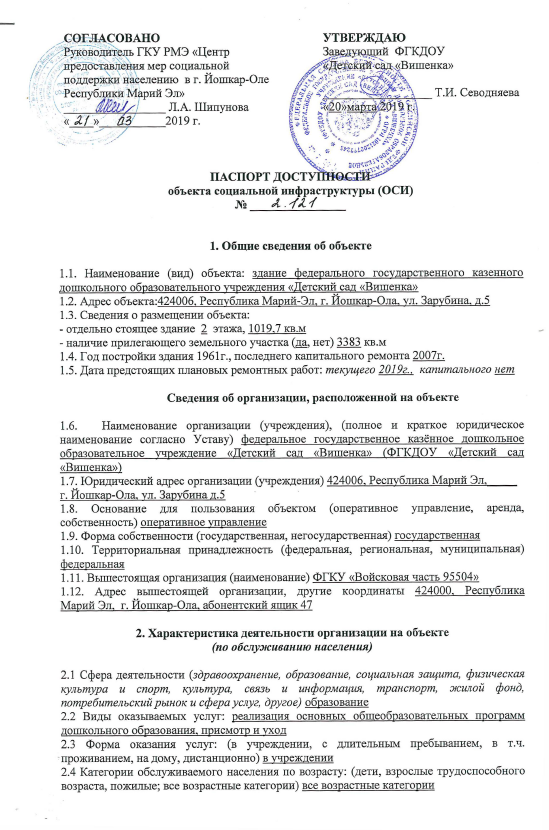 СОГЛАСОВАНО
Руководитель ГКУ РМЭ «Центр
предоставления мер социальной
поддержки населению в г. Йошкар-Оле
Республики Марий Эл»
Л.А. Шипунова
« 21 » 03 2019 г.
УТВЕРЖДАЮ
Заведующий ФГКДОУ
«Детский сад «Вишенка»
Т.И. Севодняева
«20»марта 2019 г.
ПАСПОРТ ДОСТУПНОСТИ
объекта социальной инфраструктуры (ОСИ)
№ 2.121
1. Общие сведения об объекте
1.1. Наименование (вид) объекта: здание федерального государственного казенного
дошкольного образовательного учреждения «Детский сад «Вишенка»
1.2. Адрес объекта:424006, Республика Марий-Эл, г. Йошкар-Ола, ул. Зарубина, д.5
1.3. Сведения о размещении объекта:
- отдельно стоящее здание 2 этажа, 1019,7 кв.м
- наличие прилегающего земельного участка (да, нет) 3383 кв.м
1.4. Год постройки здания 1961г., последнего капитального ремонта 2007г.
1.5. Дата предстоящих плановых ремонтных работ: текущего 2019г., капитального нет
Сведения об организации, расположенной на объекте
1.6. Наименование организации (учреждения), (полное и краткое юридическое
наименование согласно Уставу) федеральное государственное казённое дошкольное
образовательное учреждение «Детский сад «Вишенка» (ФГКДОУ «Детский сад
«Вишенка»)
1.7. Юридический адрес организации (учреждения) 424006, Республика Марий Эл,
г. Йошкар-Ола, ул. Зарубина д.5
1.8. Основание для пользования объектом (оперативное управление, аренда,
собственность) оперативное управление
1.9. Форма собственности (государственная, негосударственная) государственная
1.10. Территориальная принадлежность (федеральная, региональная, муниципальная)
федеральная
1.11. Вышестоящая организация (наименование) ФГКУ «Войсковая часть 95504»
1.12. Адрес вышестоящей организации, другие координаты 424000, Республика
Марий Эл, г. Йошкар-Ола, абонентский ящик 47
2. Характеристика деятельности организации на объекте
(по обслуживанию населения)
2.1 Сфера деятельности (здравоохранение, образование, социальная защита, физическая
культура и спорт, культура, связь и информация, транспорт, жилой фонд,
потребительский рынок и сфера услуг, другое) образование
2.2 Виды оказываемых услуг: реализация основных общеобразовательных программ
дошкольного образования, присмотр и уход
2.3 Форма оказания услуг: (в учреждении, с длительным пребыванием, в т.ч.
проживанием, на дому, дистанционно) в учреждении
2.4 Категории обслуживаемого населения по возрасту: (дети, взрослые трудоспособного
возраста, пожилые; все возрастные категории) все возрастные категории